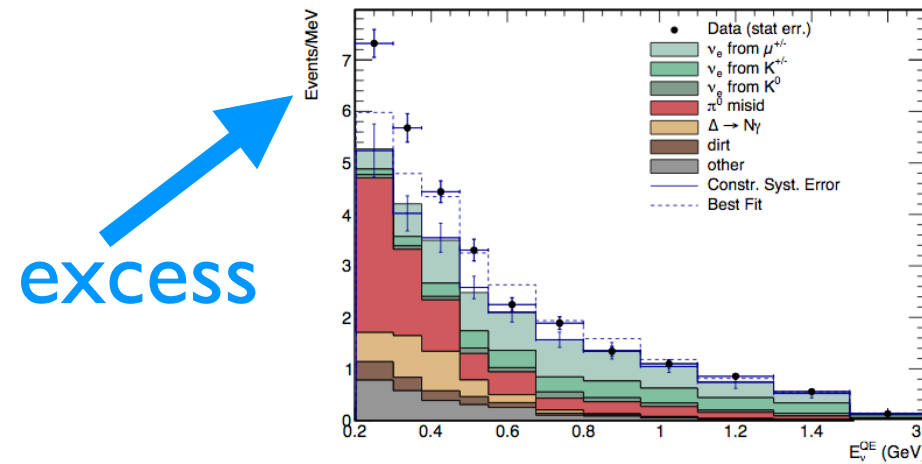 Events/MeV
7
6
5
4
3
2
1
0
excess
Data (stat err.)
νₑ from μ⁺/⁻
νₑ from K⁺/⁻
νₑ from K⁰
π⁰ misid
Δ → Nγ
dirt
other
Constr. Syst. Error
Best Fit
0.2 0.4 0.6 0.8 1 1.2 1.4 3
E_ν^QE (GeV